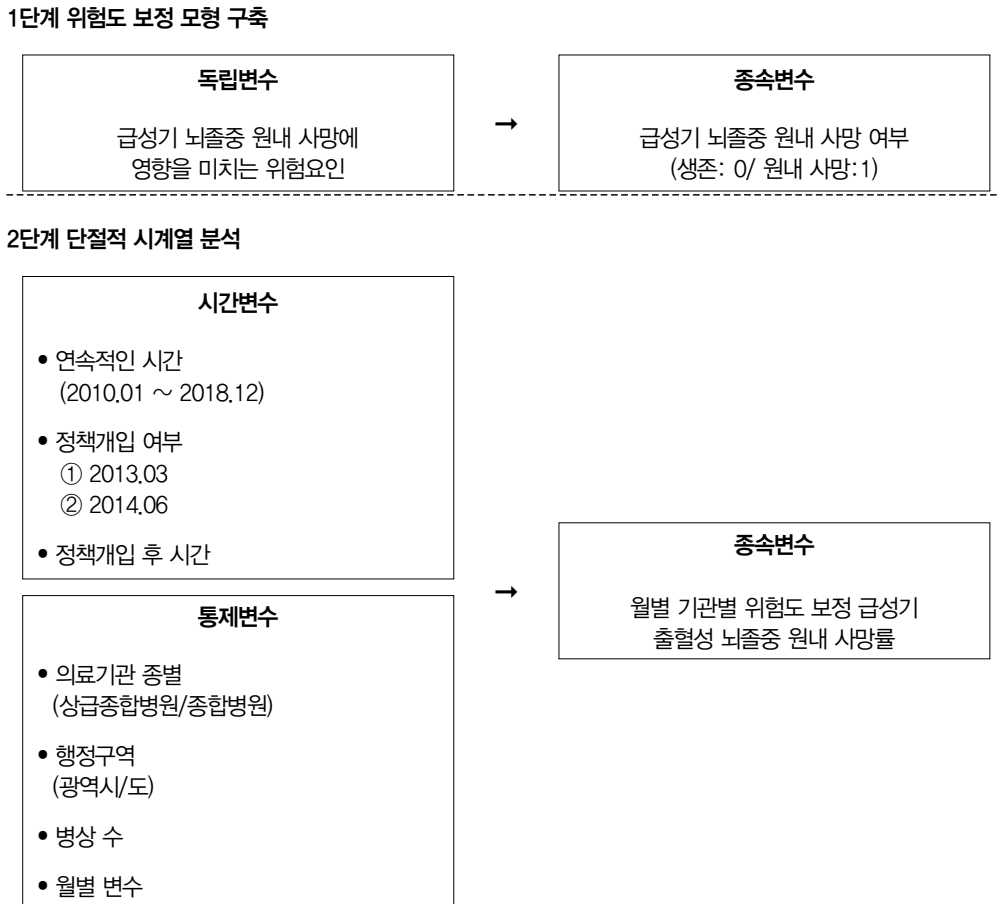 1단계 위험도 보정 모형 구축
독립변수
급성기 뇌졸중 원내 사망에
영향을 미치는 위험요인
➞
종속변수
급성기 뇌졸중 원내 사망 여부
(생존: 0/ 원내 사망:1)
2단계 단절적 시계열 분석
시간변수
• 연속적인 시간
(2010.01 ～ 2018.12)
• 정책개입 여부
① 2013.03
② 2014.06
• 정책개입 후 시간
통제변수
• 의료기관 종별
(상급종합병원/종합병원)
• 행정구역
(광역시/도)
• 병상 수
• 월별 변수
➞
종속변수
월별 기관별 위험도 보정 급성기
출혈성 뇌졸중 원내 사망률